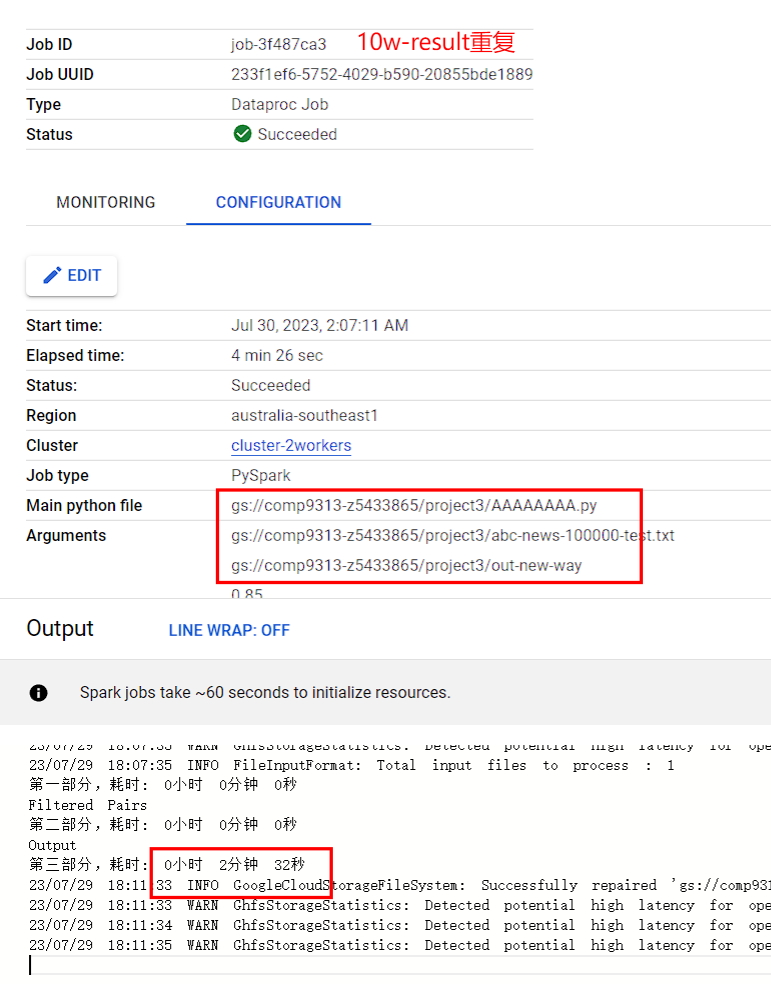 Job ID job-3f487ca3 10w-result重复
Job UUID 233f1ef6-5752-4029-b590-20855bde1889
Type Dataproc Job
Status Succeeded
MONITORING CONFIGURATION
EDIT
Start time: Jul 30, 2023, 2:07:11 AM
Elapsed time: 4 min 26 sec
Status: Succeeded
Region australia-southeast1
Cluster cluster-2workers
Job type PySpark
Main python file gs://comp9313-z5433865/project3/AAAAAAAA.py
Arguments gs://comp9313-z5433865/project3/abc-news-100000-test.txt
gs://comp9313-z5433865/project3/out-new-way
0.85
Output LINE WRAP: OFF
Spark jobs take ~60 seconds to initialize resources.
23/07/29 18:07:35 WARN GhfsStorageStatistics: Detected potential high latency for ope
23/07/29 18:07:35 INFO FileInputFormat: Total input files to process : 1
第一部分，耗时: 0小时 0分钟 0秒
Filtered Pairs
第二部分，耗时: 0小时 0分钟 0秒
Output
第三部分，耗时: 0小时 2分钟 32秒
23/07/29 18:11:33 INFO GoogleCloudStorageFileSystem: Successfully repaired 'gs://comp931
23/07/29 18:11:33 WARN GhfsStorageStatistics: Detected potential high latency for ope
23/07/29 18:11:34 WARN GhfsStorageStatistics: Detected potential high latency for ope
23/07/29 18:11:35 WARN GhfsStorageStatistics: Detected potential high latency for ope